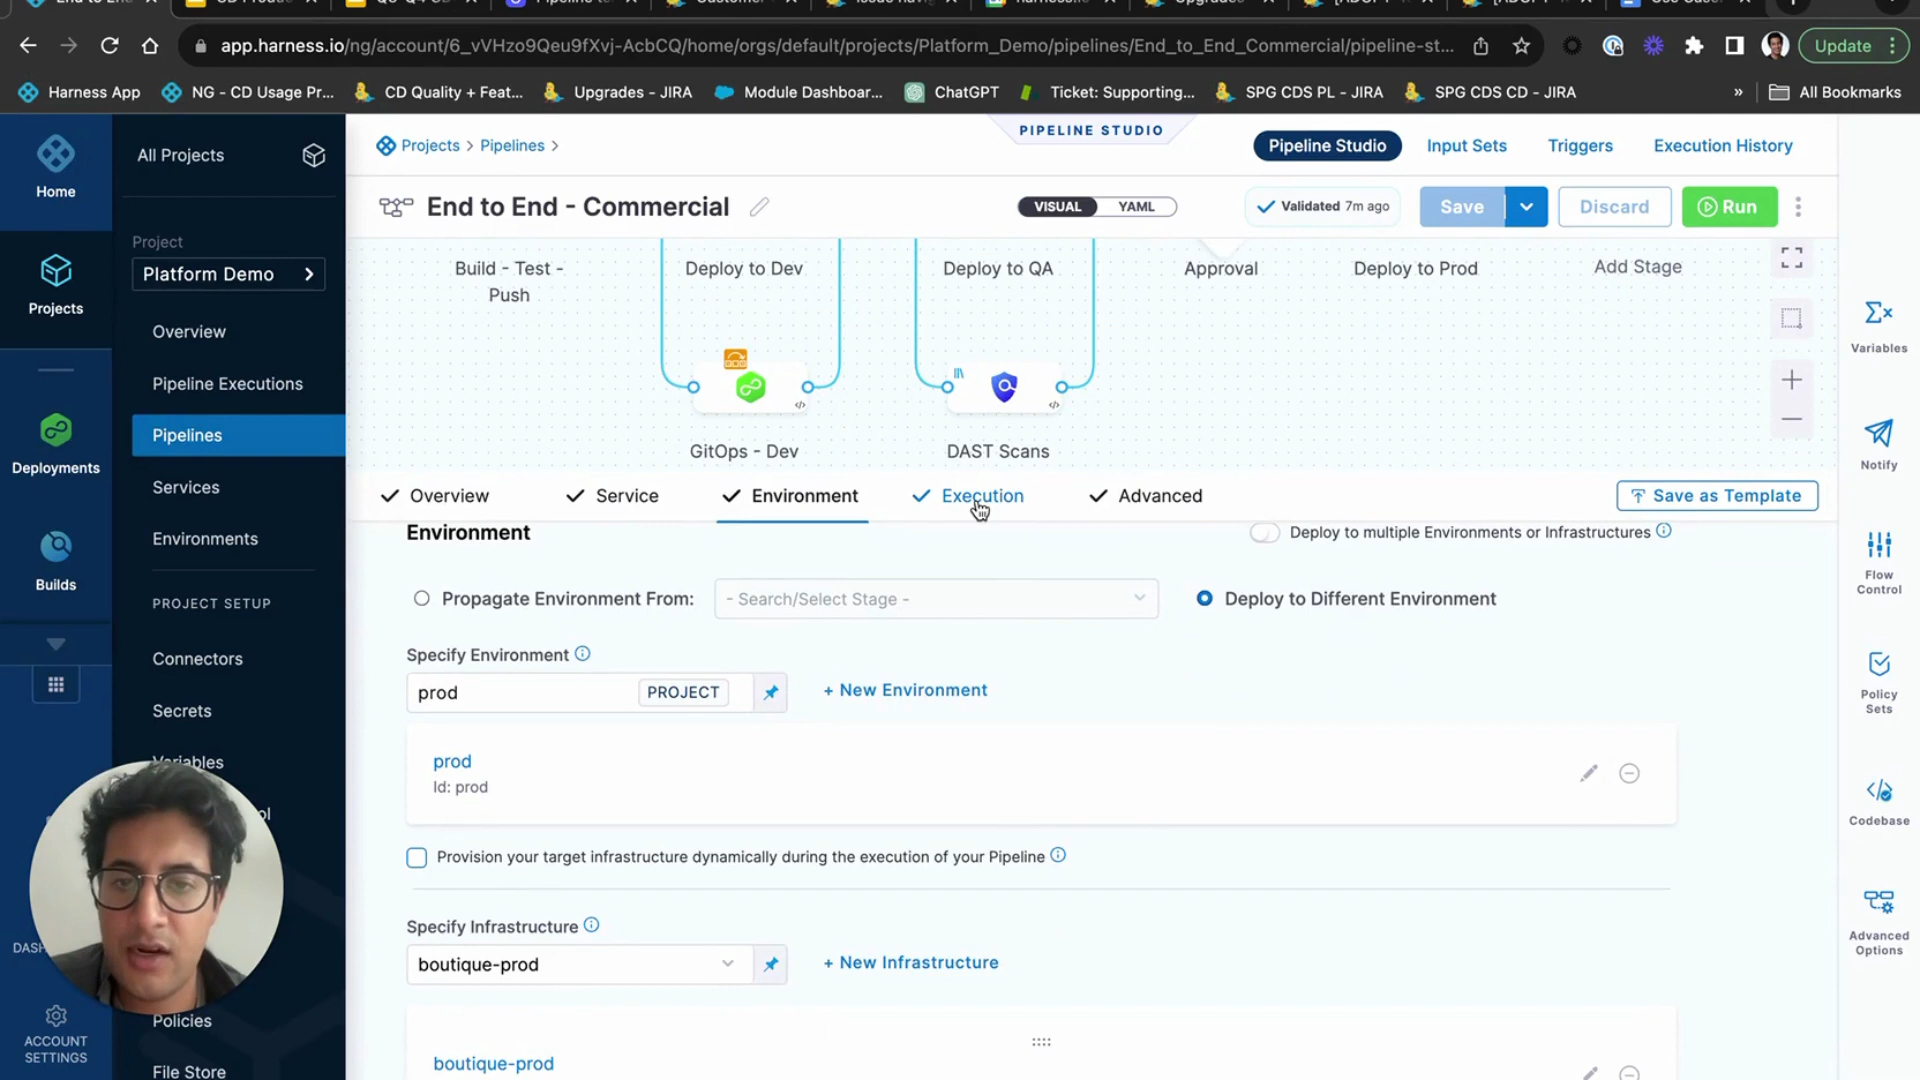 app.harness.io/ng/account/6_vVHzo9Qeu9fXvj-AcbCQ/home/orgs/default/projects/Platform_Demo/pipelines/End_to_End_Commercial/pipeline-st...
Update
Harness App
NG - CD Usage Pr...
CD Quality + Feat...
Upgrades - JIRA
Module Dashboar...
ChatGPT
Ticket: Supporting...
SPG CDS PL - JIRA
SPG CDS CD - JIRA
»
All Bookmarks
Home
Projects
Deployments
Builds
ACCOUNT
SETTINGS
All Projects
Project
Platform Demo
Overview
Pipeline Executions
Pipelines
Services
Environments
PROJECT SETUP
Connectors
Secrets
Variables
Policies
File Store
Projects > Pipelines >
PIPELINE STUDIO
Pipeline Studio
Input Sets
Triggers
Execution History
End to End - Commercial
VISUAL
YAML
Validated 7m ago
Save
Discard
Run
Build - Test -
Push
Deploy to Dev
Deploy to QA
Approval
Deploy to Prod
Add Stage
GitOps - Dev
DAST Scans
Overview
Service
Environment
Execution
Advanced
Save as Template
Environment
Deploy to multiple Environments or Infrastructures
Propagate Environment From:
- Search/Select Stage -
Deploy to Different Environment
Specify Environment
prod
PROJECT
+ New Environment
prod
Id: prod
Provision your target infrastructure dynamically during the execution of your Pipeline
Specify Infrastructure
boutique-prod
+ New Infrastructure
boutique-prod
Variables
Notify
Flow
Control
Policy
Sets
Codebase
Advanced
Options